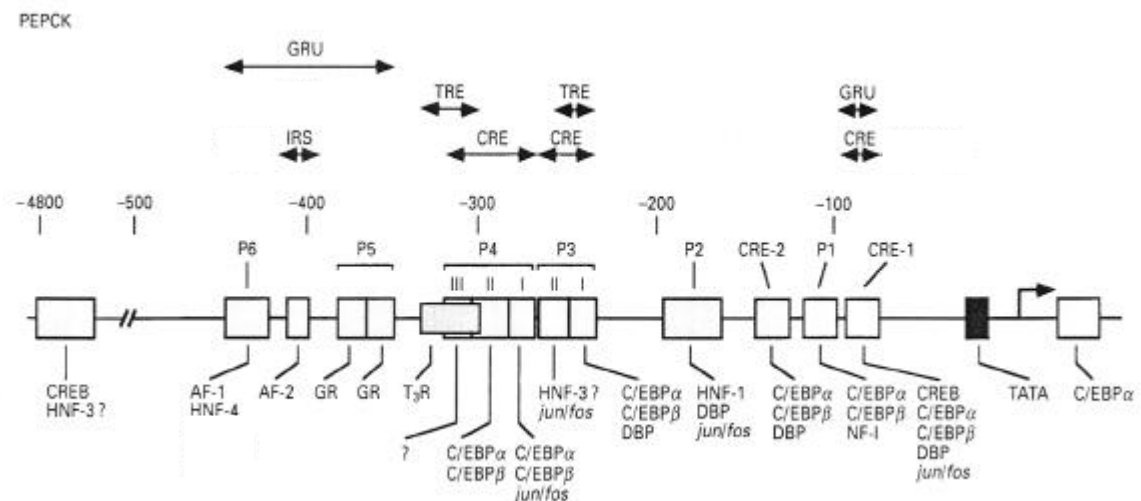 PEPCK
GRU
TRE TRE GRU
IRS CRE CRE CRE
-4800 -500 -400 -300 -200 -100
P6 P5 P4 P3 P2 CRE-2 P1 CRE-1
III II I II I
CREB AF-1 AF-2 GR GR T₃R HNF-3? C/EBPα HNF-1 C/EBPα C/EBPα CREB TATA C/EBPα
HNF-3? HNF-4 jun/fos C/EBPβ DBP C/EBPβ C/EBPβ C/EBPα
DBP jun/fos DBP NF-I C/EBPβ
? C/EBPα C/EBPα DBP
C/EBPβ C/EBPβ jun/fos
jun/fos